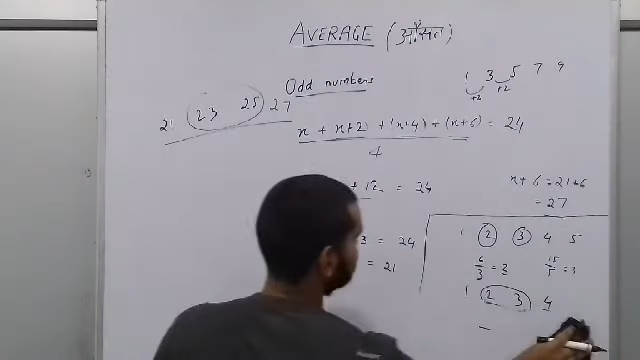 AVERAGE
Odd numbers
1 3 5 7 9
+2 +2
21 23 25 27
x + x+2 + (x+4) + (x+6) = 24
4
+ 12 = 24
3 = 24
= 21
x + 6 = 21+6
= 27
1 2 3 4 5
6/3 = 3 15/5 = 3
1 2 3 4